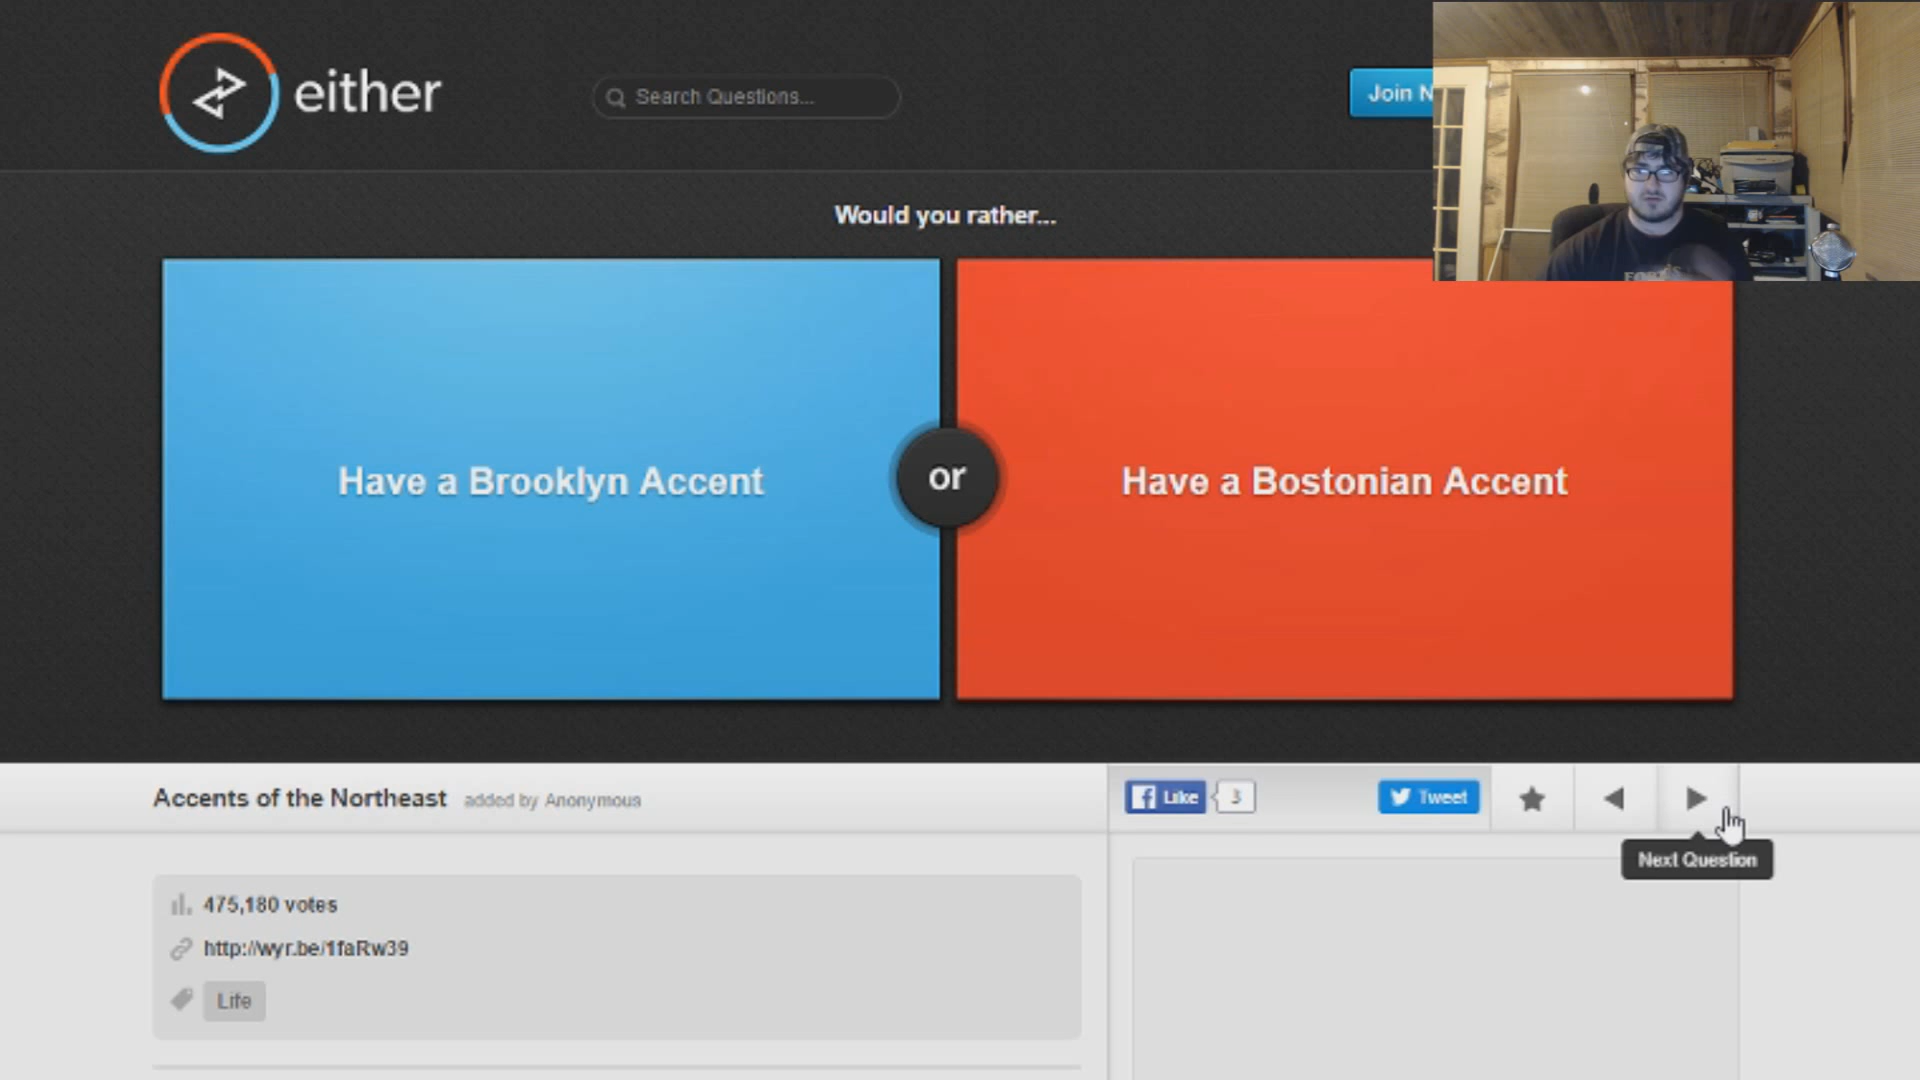 either
Search Questions...
Join N
Would you rather...
Have a Brooklyn Accent
or
Have a Bostonian Accent
Accents of the Northeast added by Anonymous
Like 3
Tweet
Next Question
475,180 votes
http://wyr.be/1faRw39
Life